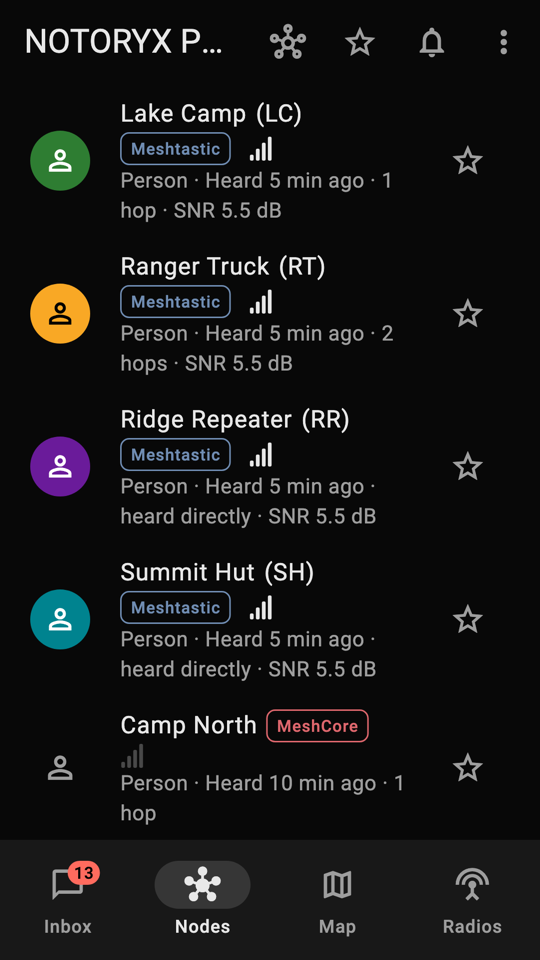 NOTORYX P...
Lake Camp (LC)
Meshtastic
Person · Heard 5 min ago · 1
hop · SNR 5.5 dB
Ranger Truck (RT)
Meshtastic
Person · Heard 5 min ago · 2
hops · SNR 5.5 dB
Ridge Repeater (RR)
Meshtastic
Person · Heard 5 min ago ·
heard directly · SNR 5.5 dB
Summit Hut (SH)
Meshtastic
Person · Heard 5 min ago ·
heard directly · SNR 5.5 dB
Camp North MeshCore
Person · Heard 10 min ago · 1
hop
13
Inbox Nodes Map Radios